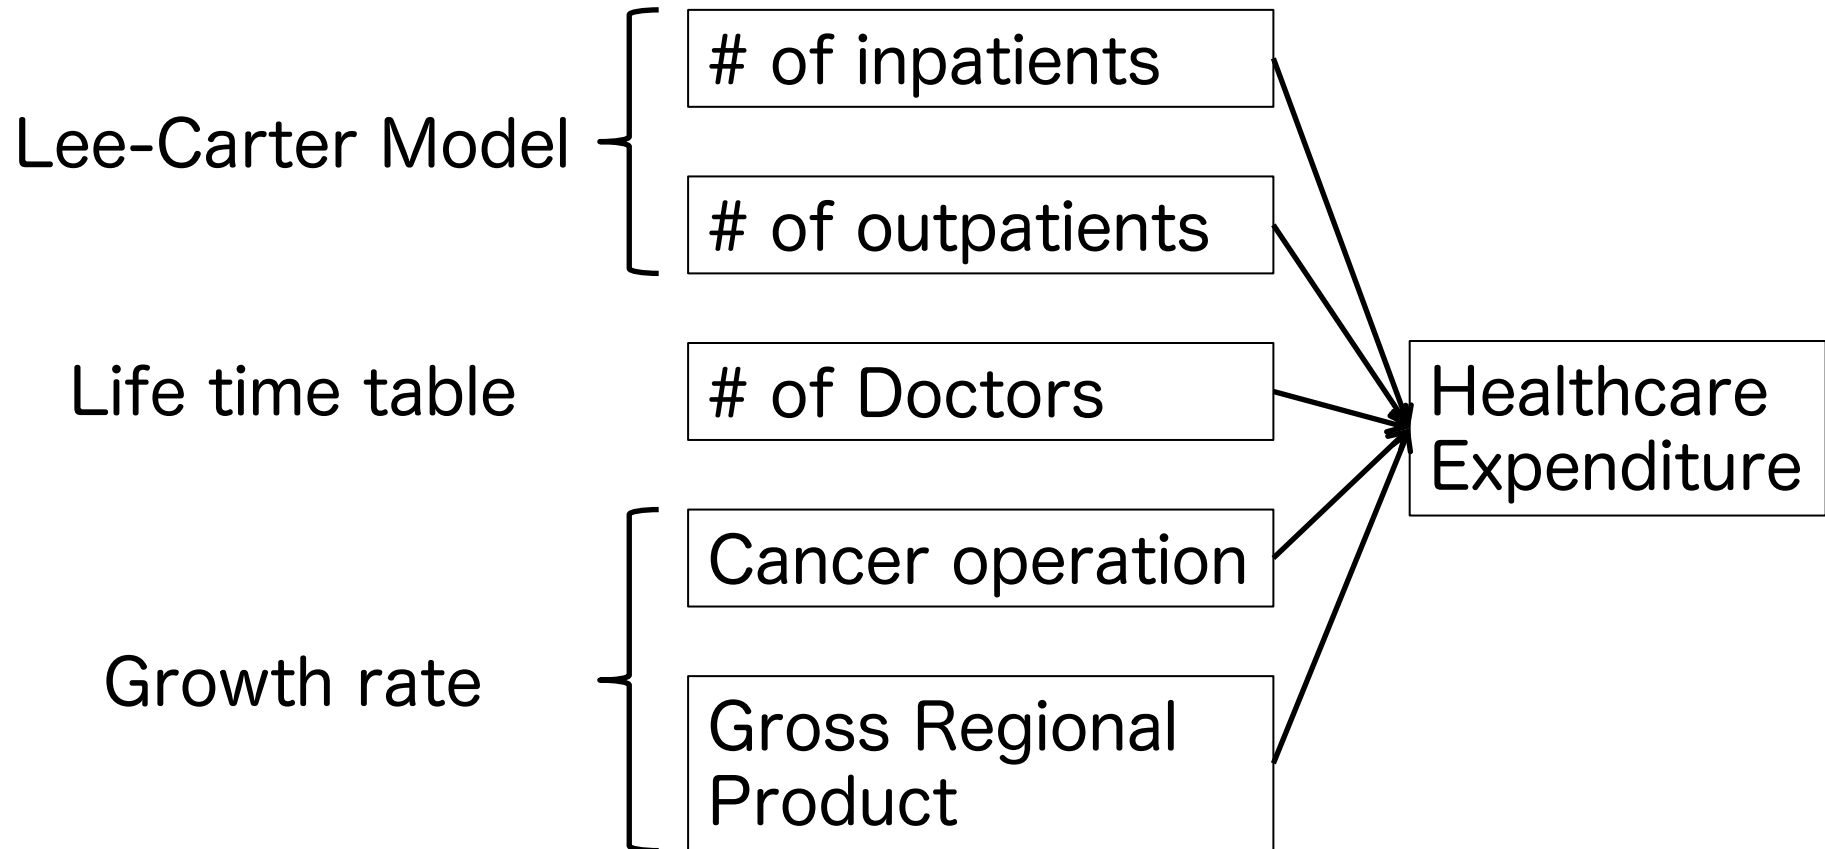 # of inpatients
Lee-Carter Model
# of outpatients
Life time table
# of Doctors
Healthcare
Expenditure
Cancer operation
Growth rate
Gross Regional
Product